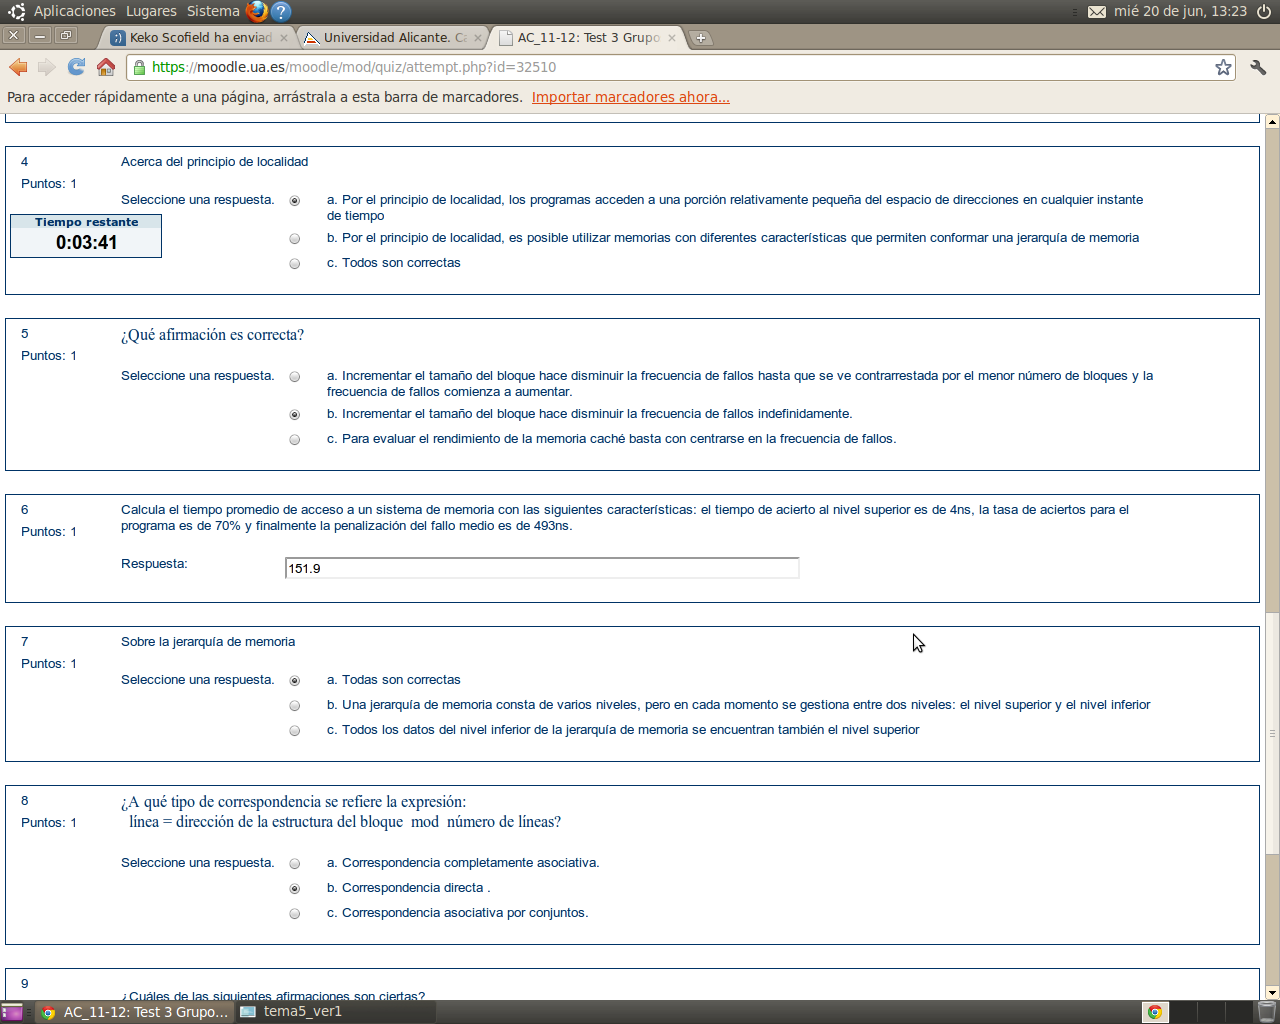 Aplicaciones Lugares Sistema ? mié 20 de jun, 13:23
Keko Scofield ha enviad Universidad Alicante. Ca AC_11-12: Test 3 Grupo
https://moodle.ua.es/moodle/mod/quiz/attempt.php?id=32510
Para acceder rápidamente a una página, arrástrala a esta barra de marcadores. Importar marcadores ahora...
4 Acerca del principio de localidad
Puntos: 1
Seleccione una respuesta. a. Por el principio de localidad, los programas acceden a una porción relativamente pequeña del espacio de direcciones en cualquier instante
de tiempo
Tiempo restante
0:03:41
b. Por el principio de localidad, es posible utilizar memorias con diferentes características que permiten conformar una jerarquía de memoria
c. Todos son correctas
5 ¿Qué afirmación es correcta?
Puntos: 1
Seleccione una respuesta. a. Incrementar el tamaño del bloque hace disminuir la frecuencia de fallos hasta que se ve contrarrestada por el menor número de bloques y la
frecuencia de fallos comienza a aumentar.
b. Incrementar el tamaño del bloque hace disminuir la frecuencia de fallos indefinidamente.
c. Para evaluar el rendimiento de la memoria caché basta con centrarse en la frecuencia de fallos.
6 Calcula el tiempo promedio de acceso a un sistema de memoria con las siguientes características: el tiempo de acierto al nivel superior es de 4ns, la tasa de aciertos para el
programa es de 70% y finalmente la penalización del fallo medio es de 493ns.
Puntos: 1
Respuesta: 151.9
7 Sobre la jerarquía de memoria
Puntos: 1
Seleccione una respuesta. a. Todas son correctas
b. Una jerarquía de memoria consta de varios niveles, pero en cada momento se gestiona entre dos niveles: el nivel superior y el nivel inferior
c. Todos los datos del nivel inferior de la jerarquía de memoria se encuentran también el nivel superior
8 ¿A qué tipo de correspondencia se refiere la expresión:
línea = dirección de la estructura del bloque mod número de líneas?
Puntos: 1
Seleccione una respuesta. a. Correspondencia completamente asociativa.
b. Correspondencia directa .
c. Correspondencia asociativa por conjuntos.
9
¿Cuáles de las siguientes afirmaciones son ciertas?
AC_11-12: Test 3 Grupo... tema5_ver1